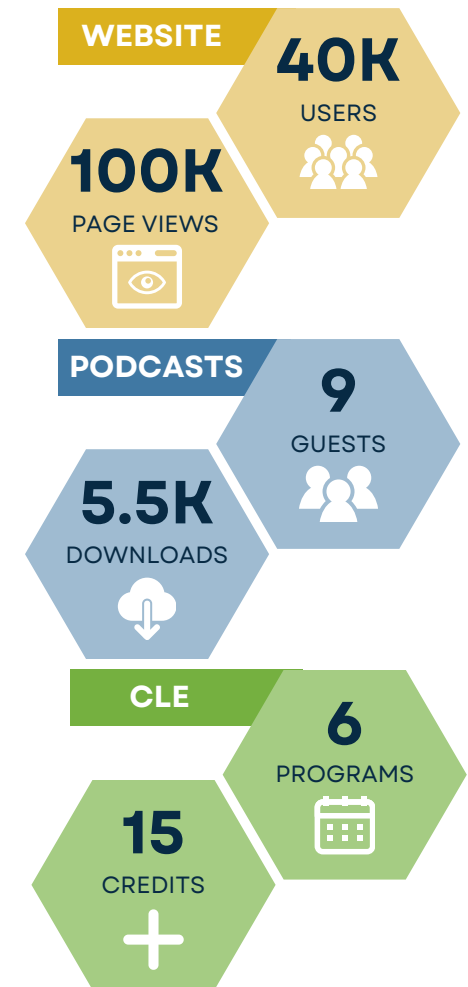 WEBSITE
40K
USERS
100K
PAGE VIEWS
PODCASTS
9
GUESTS
5.5K
DOWNLOADS
CLE
6
PROGRAMS
15
CREDITS